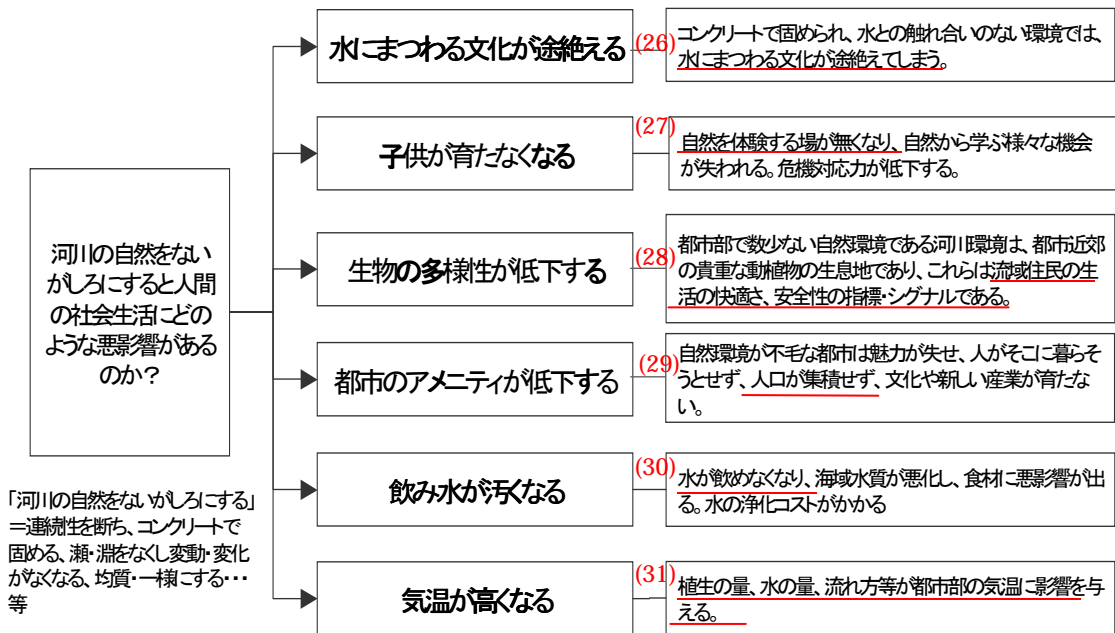 河川の自然をない
がしろにすると人間
の社会生活にどの
ような悪影響がある
のか？
「河川の自然をないがしろにする」
＝連続性を断ち、コンクリートで
固める、瀬・淵をなくし変動・変化
がなくなる、均質・一様にする・・・
等
水にまつわる文化が途絶える
(26)
コンクリートで固められ、水との触れ合いのない環境では、
水にまつわる文化が途絶えてしまう。
子供が育たなくなる
(27)
自然を体験する場が無くなり、自然から学ぶ様々な機会
が失われる。危機対応力が低下する。
生物の多様性が低下する
(28)
都市部で数少ない自然環境である河川環境は、都市近郊
の貴重な動植物の生息地であり、これらは流域住民の生
活の快適さ、安全性の指標・シグナルである。
都市のアメニティが低下する
(29)
自然環境が不毛な都市は魅力が失せ、人がそこに暮らそ
うとせず、人口が集積せず、文化や新しい産業が育たな
い。
飲み水が汚くなる
(30)
水が飲めなくなり、海域水質が悪化し、食材に悪影響が出
る。水の浄化コストがかかる
気温が高くなる
(31)
植生の量、水の量、流れ方等が都市部の気温に影響を与
える。